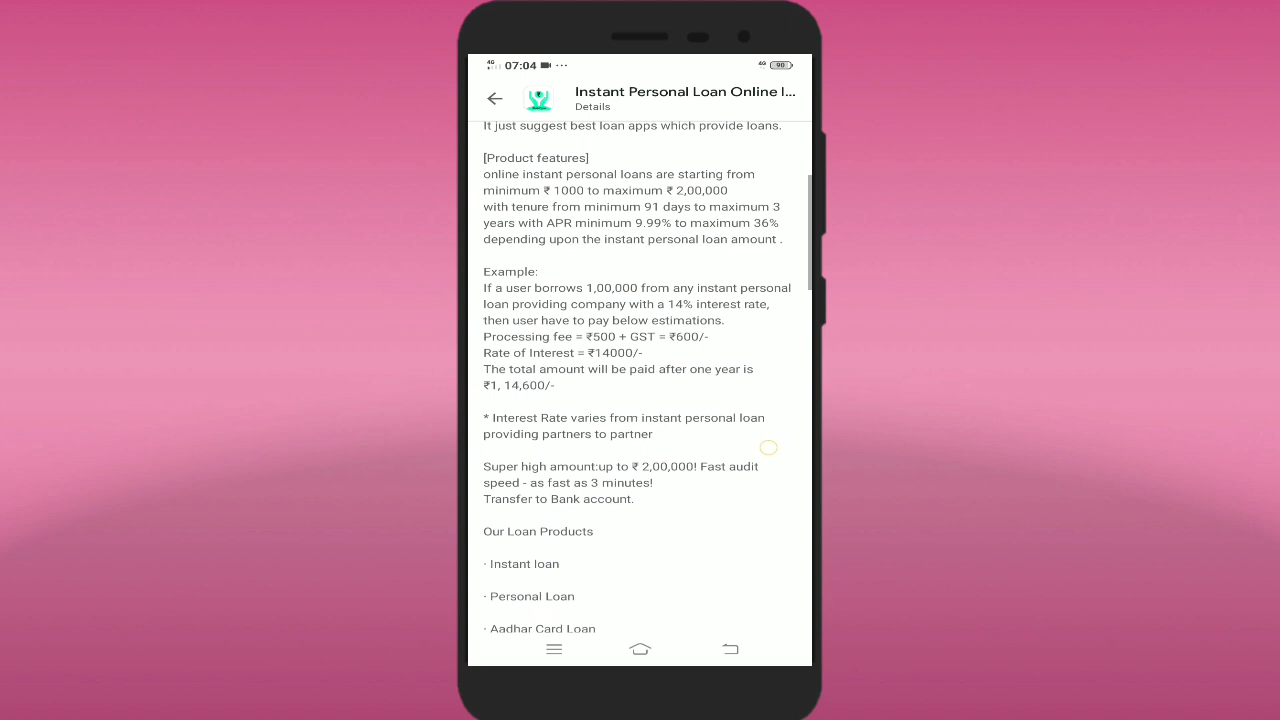 4G 07:04 ... 4G 90
Instant Personal Loan Online I...
Details
It just suggest best loan apps which provide loans.
[Product features]
online instant personal loans are starting from
minimum ₹ 1000 to maximum ₹ 2,00,000
with tenure from minimum 91 days to maximum 3
years with APR minimum 9.99% to maximum 36%
depending upon the instant personal loan amount .
Example:
If a user borrows 1,00,000 from any instant personal
loan providing company with a 14% interest rate,
then user have to pay below estimations.
Processing fee = ₹500 + GST = ₹600/-
Rate of Interest = ₹14000/-
The total amount will be paid after one year is
₹1, 14,600/-
* Interest Rate varies from instant personal loan
providing partners to partner
Super high amount:up to ₹ 2,00,000! Fast audit
speed - as fast as 3 minutes!
Transfer to Bank account.
Our Loan Products
· Instant loan
· Personal Loan
· Aadhar Card Loan